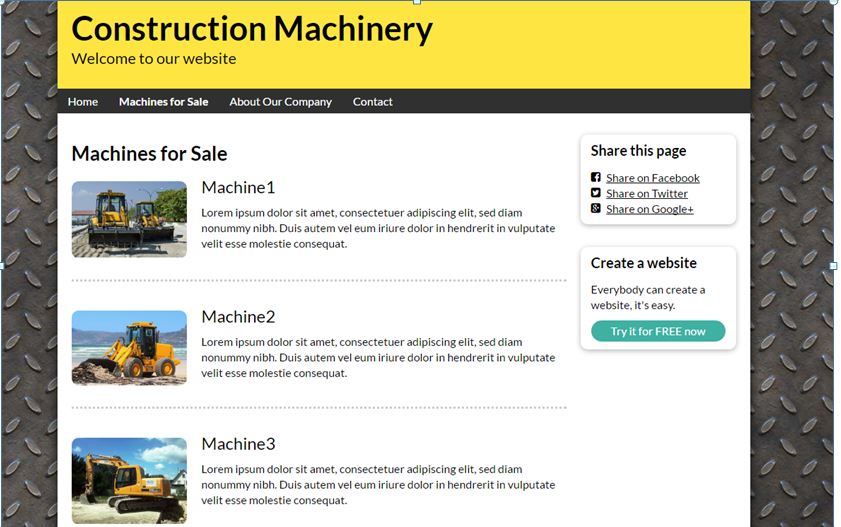 Construction Machinery
Welcome to our website
Home Machines for Sale About Our Company Contact
Machines for Sale
Machine1
Lorem ipsum dolor sit amet, consectetuer adipiscing elit, sed diam
nonummy nibh. Duis autem vel eum iriure dolor in hendrerit in vulputate
velit esse molestie consequat.
Machine2
Lorem ipsum dolor sit amet, consectetuer adipiscing elit, sed diam
nonummy nibh. Duis autem vel eum iriure dolor in hendrerit in vulputate
velit esse molestie consequat.
Machine3
Lorem ipsum dolor sit amet, consectetuer adipiscing elit, sed diam
nonummy nibh. Duis autem vel eum iriure dolor in hendrerit in vulputate
velit esse molestie consequat.
Share this page
Share on Facebook
Share on Twitter
Share on Google+
Create a website
Everybody can create a
website, it's easy.
Try it for FREE now